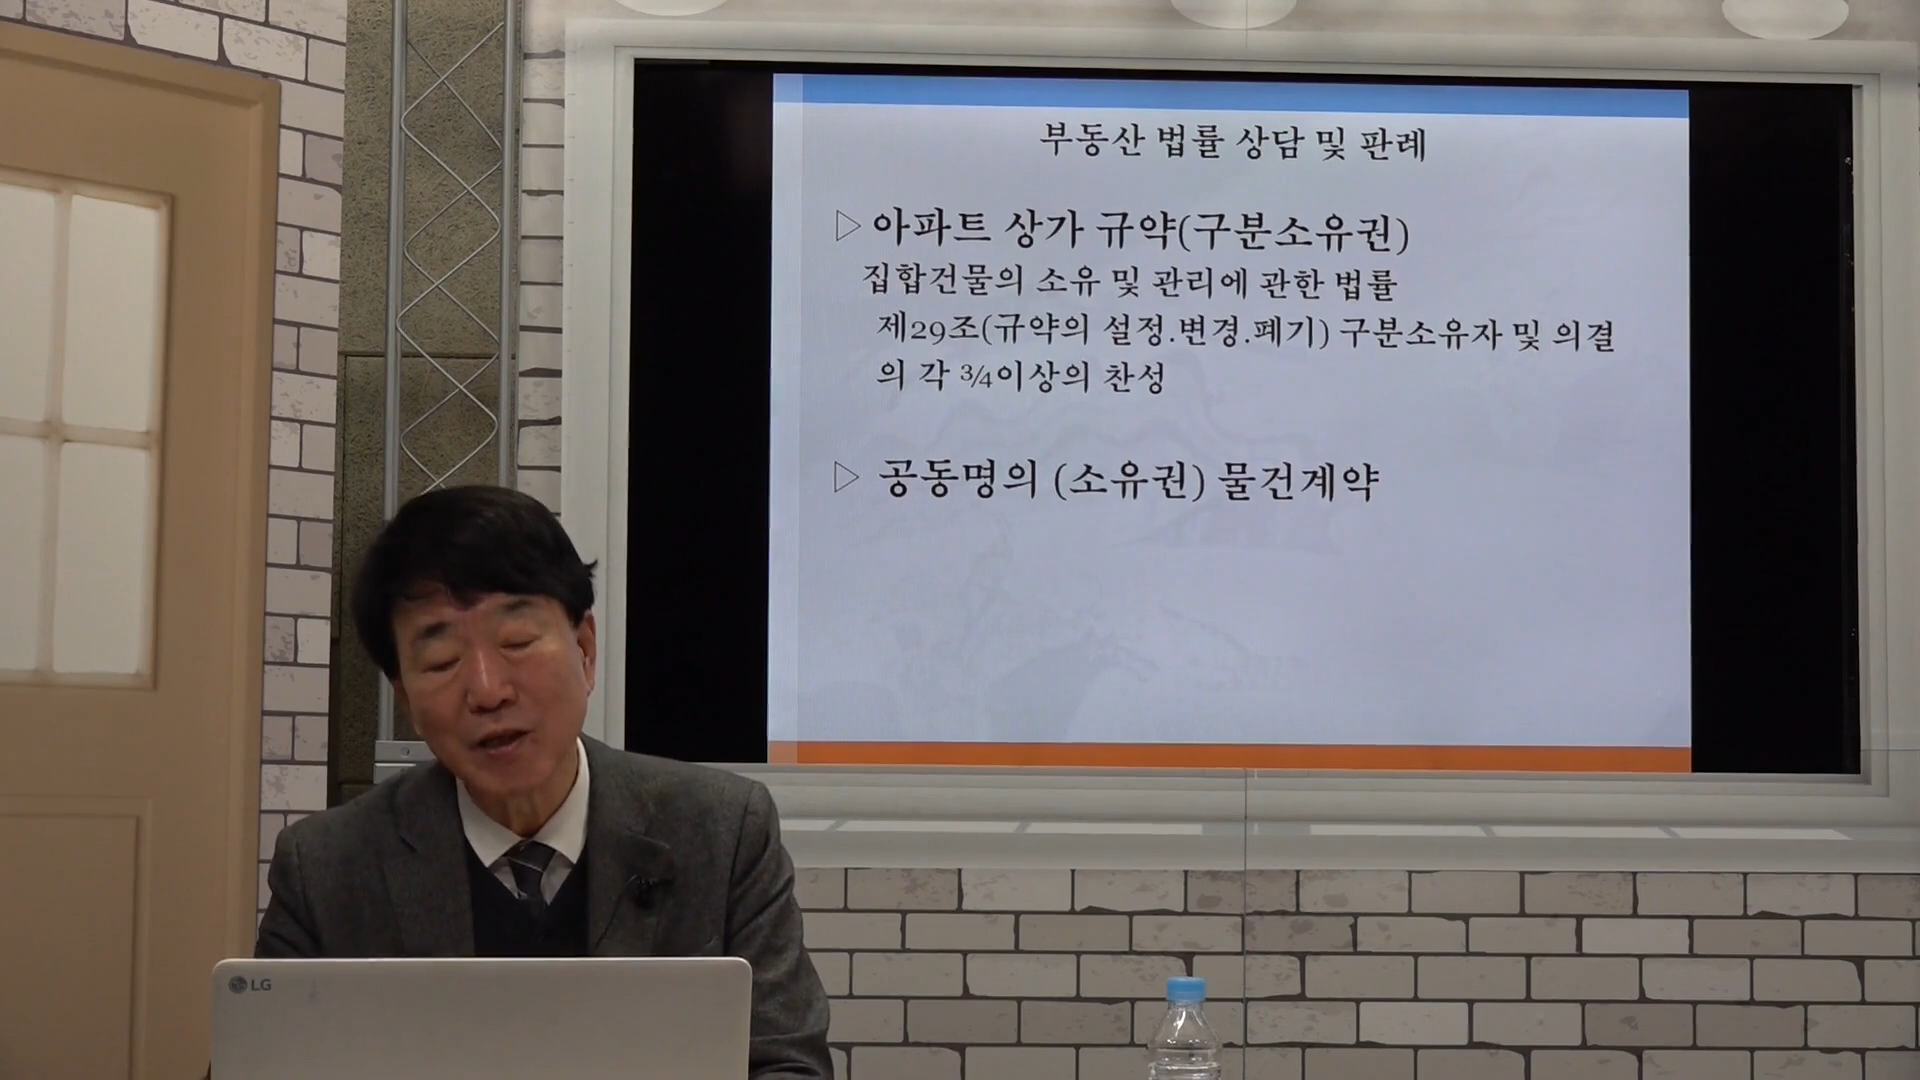 부동산 법률 상담 및 판례
▷ 아파트 상가 규약(구분소유권)
집합건물의 소유 및 관리에 관한 법률
제29조(규약의 설정.변경.폐기) 구분소유자 및 의결
의 각 ¾이상의 찬성
▷ 공동명의 (소유권) 물건계약
LG